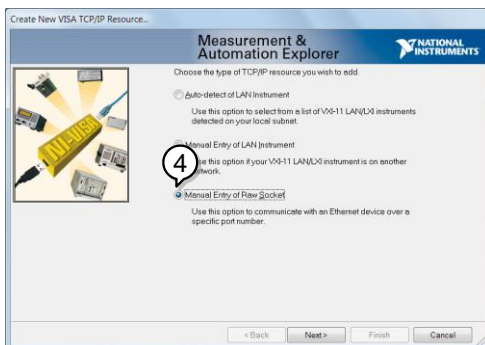 Create New VISA TCP/IP Resource...
Measurement &
Automation Explorer
NATIONAL
INSTRUMENTS
Choose the type of TCP/IP resource you wish to add.
Auto-detect of LAN Instrument
Use this option to select from a list of VXI-11 LAN/LXI instruments
detected on your local subnet.
Manual Entry of LAN Instrument
this option if your VXI-11 LAN/LXI instrument is on another
4
Manual Entry of Raw Socket
Use this option to communicate with an Ethernet device over a
specific port number.
NI-VISA
< Back
Next >
Finish
Cancel